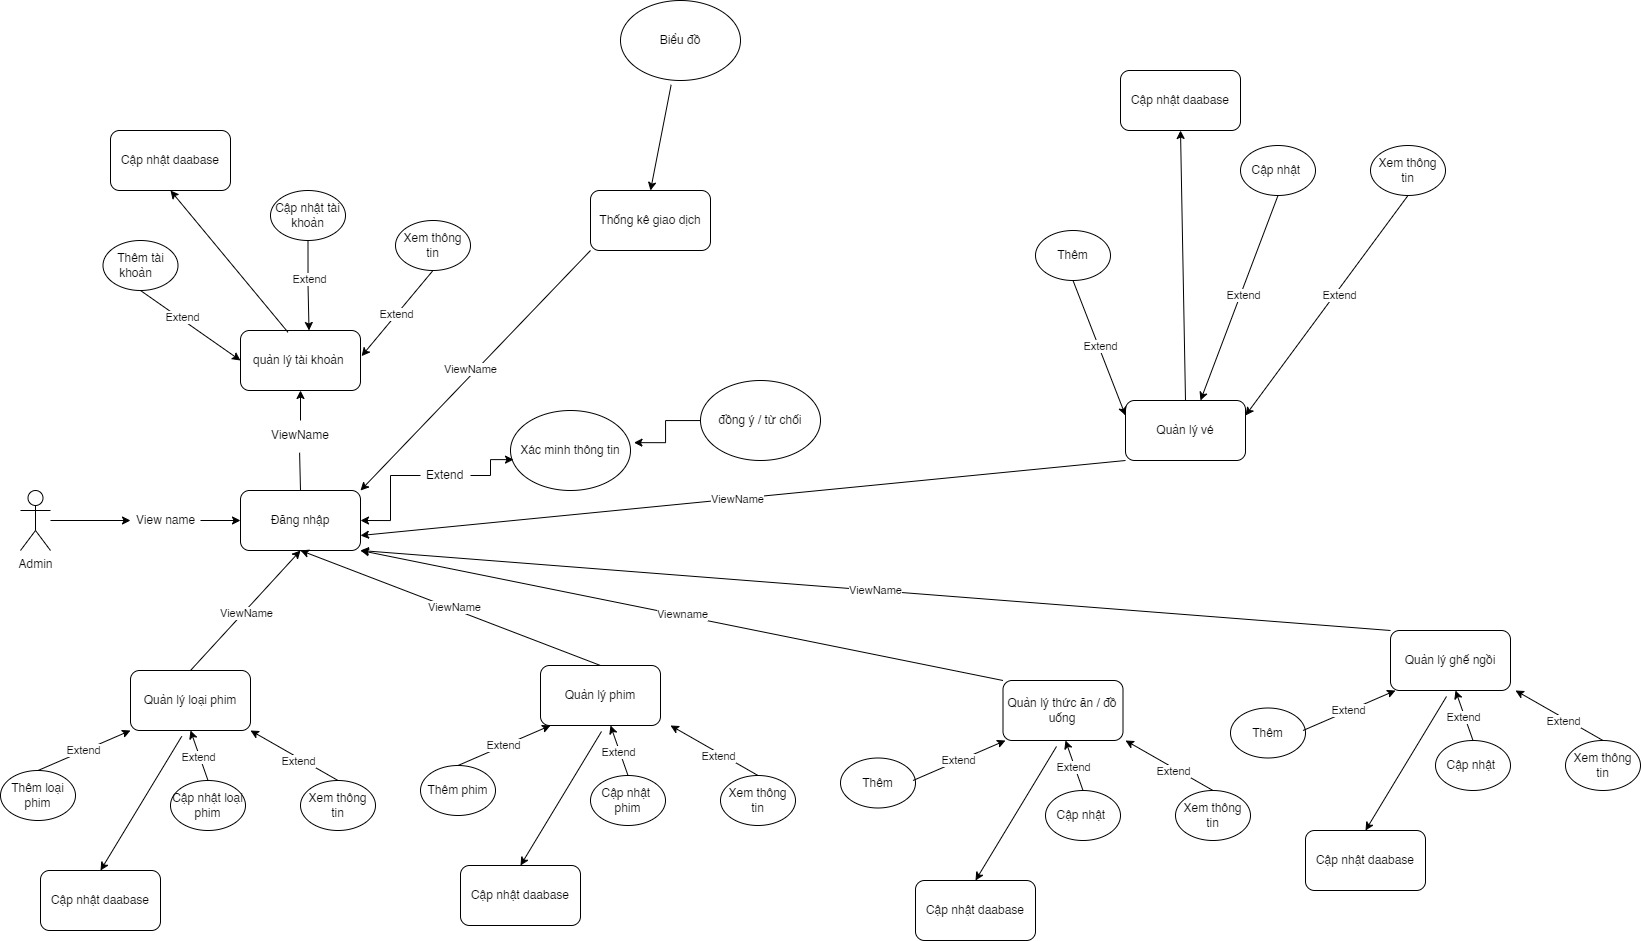 Biểu đồ
Cập nhật daabase
Cập nhật daabase
Cập nhật
Xem thông
tin
Cập nhật tài
khoản
Thống kê giao dịch
Xem thông
tin
Thêm tài
khoản
Thêm
Extend
Extend
Extend
Extend
Extend
Extend
quản lý tài khoản
ViewName
đồng ý / từ chối
Quản lý vé
ViewName
Xác minh thông tin
Extend
ViewName
View name
Đăng nhập
Admin
ViewName
ViewName
ViewName
Viewname
Quản lý ghế ngồi
Quản lý loại phim
Quản lý phim
Quản lý thức ăn / đồ
uống
Extend
Extend
Extend
Thêm
Extend
Extend
Extend
Extend
Extend
Extend
Extend
Extend
Extend
Cập nhật
Xem thông
tin
Thêm loại
phim
Cập nhật loại
phim
Xem thông
tin
Thêm phim
Cập nhật
phim
Xem thông
tin
Thêm
Cập nhật
Xem thông
tin
Cập nhật daabase
Cập nhật daabase
Cập nhật daabase
Cập nhật daabase